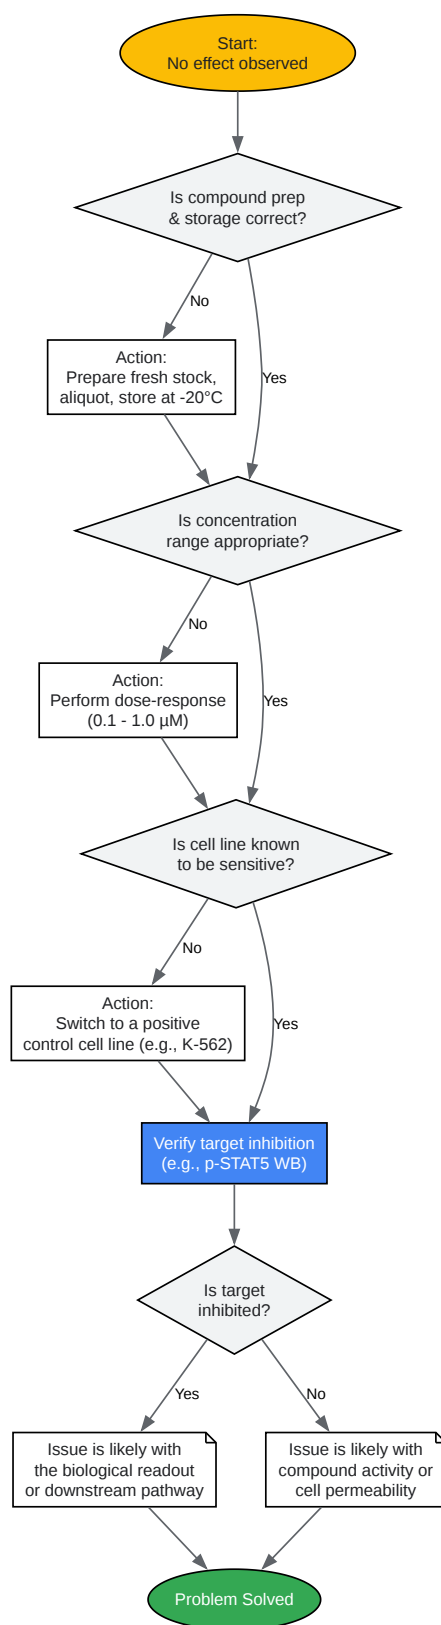 Start:
No effect observed
Is compound prep
& storage correct?
No
Yes
Action:
Prepare fresh stock,
aliquot, store at -20°C
Is concentration
range appropriate?
No
Yes
Action:
Perform dose-response
(0.1 - 1.0 µM)
Is cell line known
to be sensitive?
No
Yes
Action:
Switch to a positive
control cell line (e.g., K-562)
Verify target inhibition
(e.g., p-STAT5 WB)
Is target
inhibited?
Yes
No
Issue is likely with
the biological readout
or downstream pathway
Issue is likely with
compound activity or
cell permeability
Problem Solved